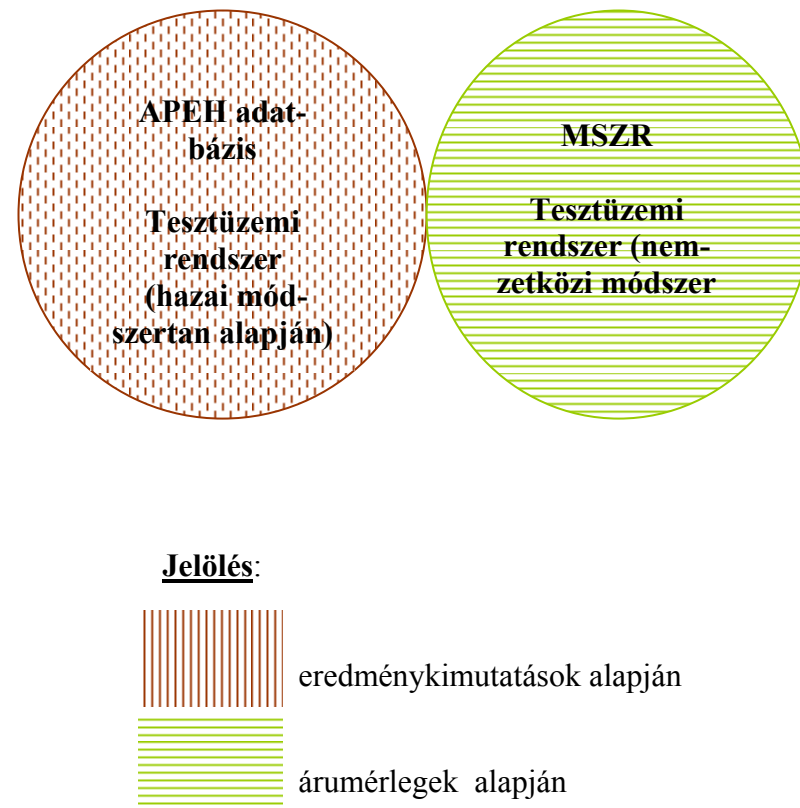 APEH adat-
bázis
Tesztüzemi
rendszer
(hazai mód-
szertan alapján)
MSZR
Tesztüzemi
rendszer (nem-
zetközi módszer
Jelölés:
eredménykimutatások alapján
árumérlegek alapján